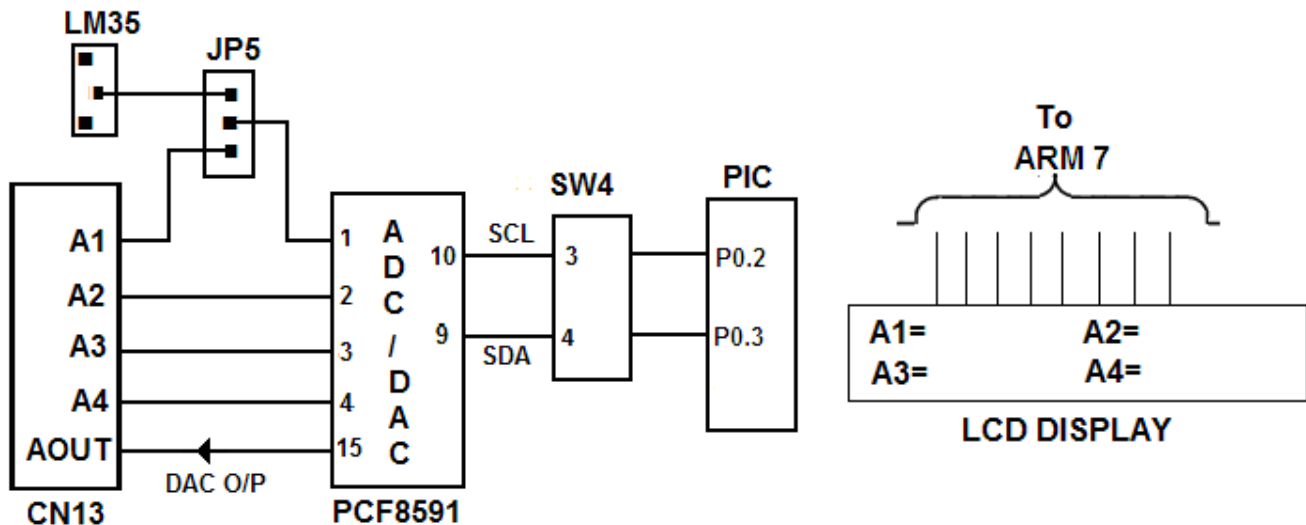 LM35
JP5
To
ARM 7
SW4
PIC
A1
1
A
D
C
/
D
A
C
10
SCL
3
P0.2
A2
2
A3
3
9
SDA
4
P0.3
A4
4
AOUT
15
DAC O/P
CN13
PCF8591
A1= A2=
A3= A4=
LCD DISPLAY